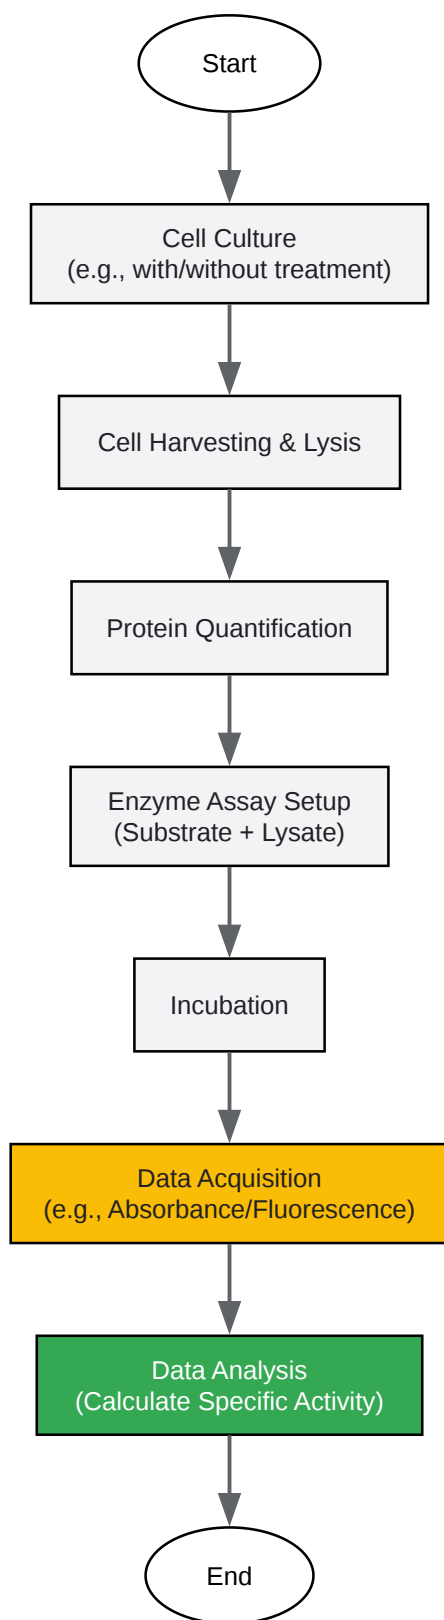 Start
Cell Culture
(e.g., with/without treatment)
Cell Harvesting & Lysis
Protein Quantification
Enzyme Assay Setup
(Substrate + Lysate)
Incubation
Data Acquisition
(e.g., Absorbance/Fluorescence)
Data Analysis
(Calculate Specific Activity)
End